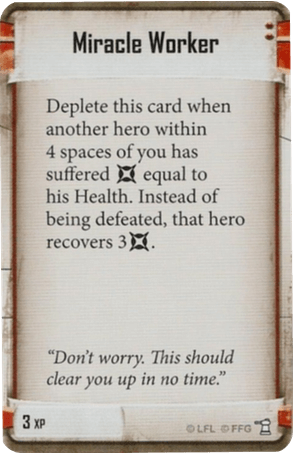 Miracle Worker
Deplete this card when
another hero within
4 spaces of you has
suffered equal to
his Health. Instead of
being defeated, that hero
recovers 3.
“Don’t worry. This should
clear you up in no time.”
3 XP
© LFL © FFG